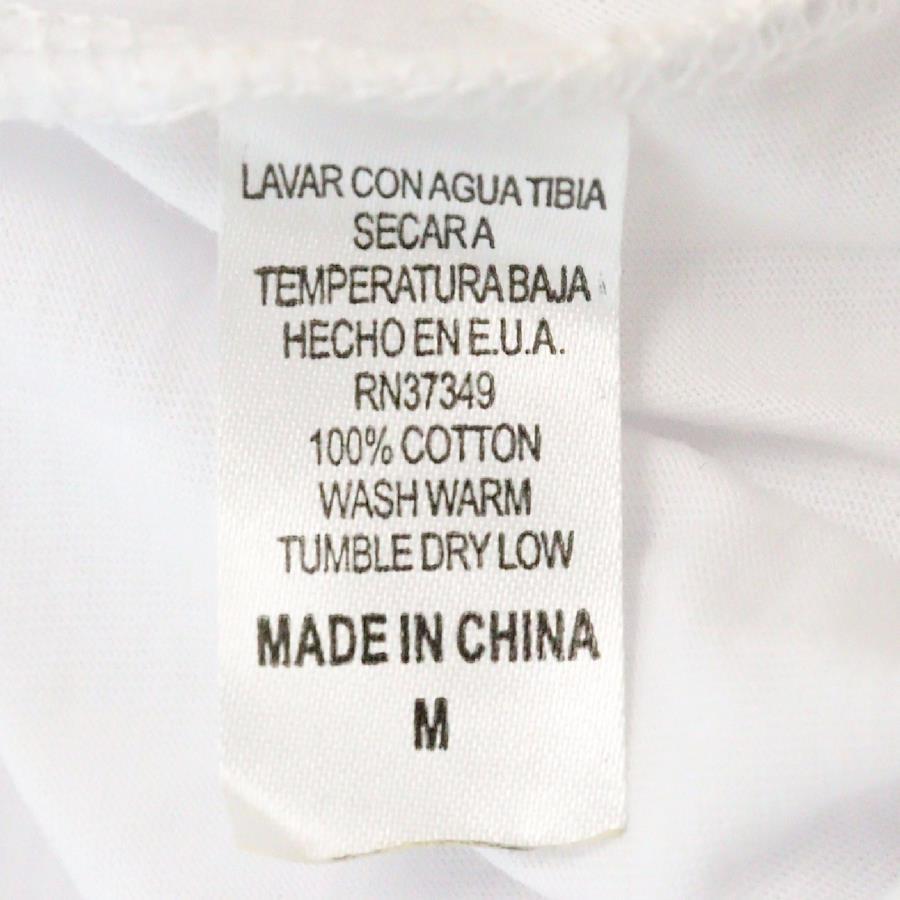 LAVAR CON AGUA TIBIA
SECAR A
TEMPERATURA BAJA
HECHO EN E.U.A.
RN37349
100% COTTON
WASH WARM
TUMBLE DRY LOW
MADE IN CHINA
M